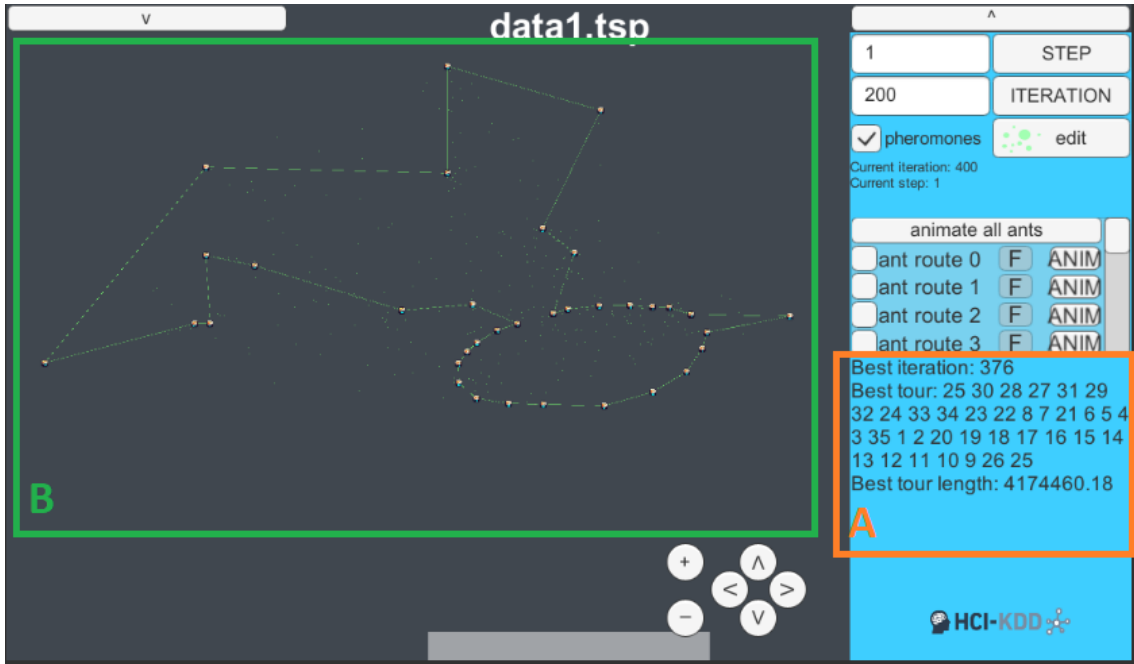 v
data1.tsp
^
1
STEP
200
ITERATION
pheromones
edit
Current iteration: 400
Current step: 1
animate all ants
ant route 0 F ANIM
ant route 1 F ANIM
ant route 2 F ANIM
ant route 3 F ANIM
Best iteration: 376
Best tour: 25 30 28 27 31 29
32 24 33 34 23 22 8 7 21 6 5 4
3 35 1 2 20 19 18 17 16 15 14
13 12 11 10 9 26 25
Best tour length: 4174460.18
A
B
+
Λ
< >
−
V
HCI-KDD